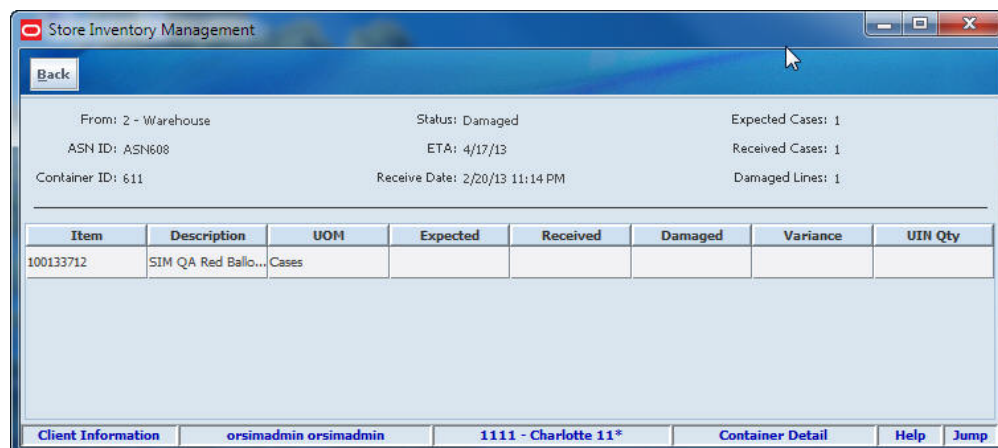 Store Inventory Management
Back
From: 2 - Warehouse Status: Damaged Expected Cases: 1
ASN ID: ASN608 ETA: 4/17/13 Received Cases: 1
Container ID: 611 Receive Date: 2/20/13 11:14 PM Damaged Lines: 1
Item Description UOM Expected Received Damaged Variance UIN Qty
100133712 SIM QA Red Ballo... Cases
Client Information orsimadmin orsimadmin 1111 - Charlotte 11* Container Detail Help Jump